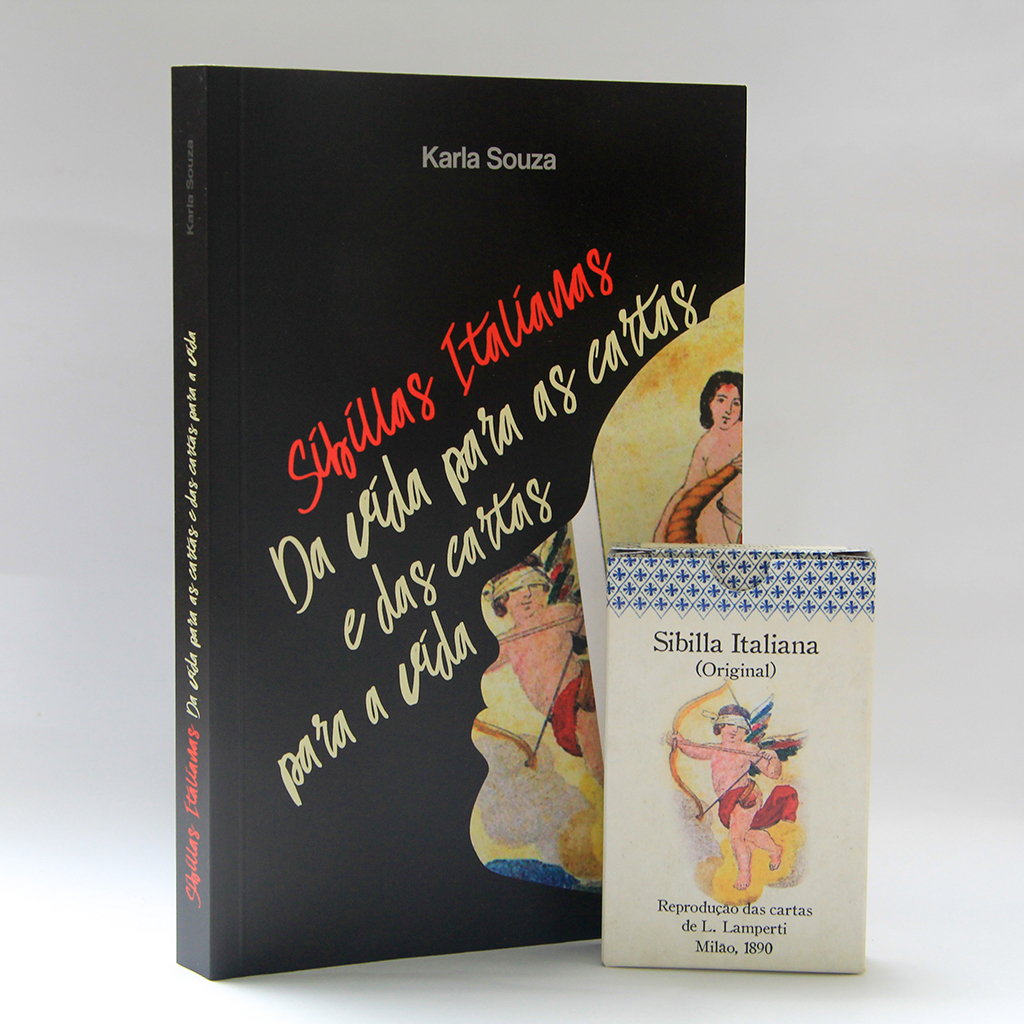 Karla Souza
Sibillas Italianas
Da vida para as cartas
e das cartas
para a vida
Sibillas Italianas Da vida para as cartas e das cartas para a vida Karla Souza
Sibilla Italiana
(Original)
Reprodução das cartas
de L. Lamperti
Milao, 1890